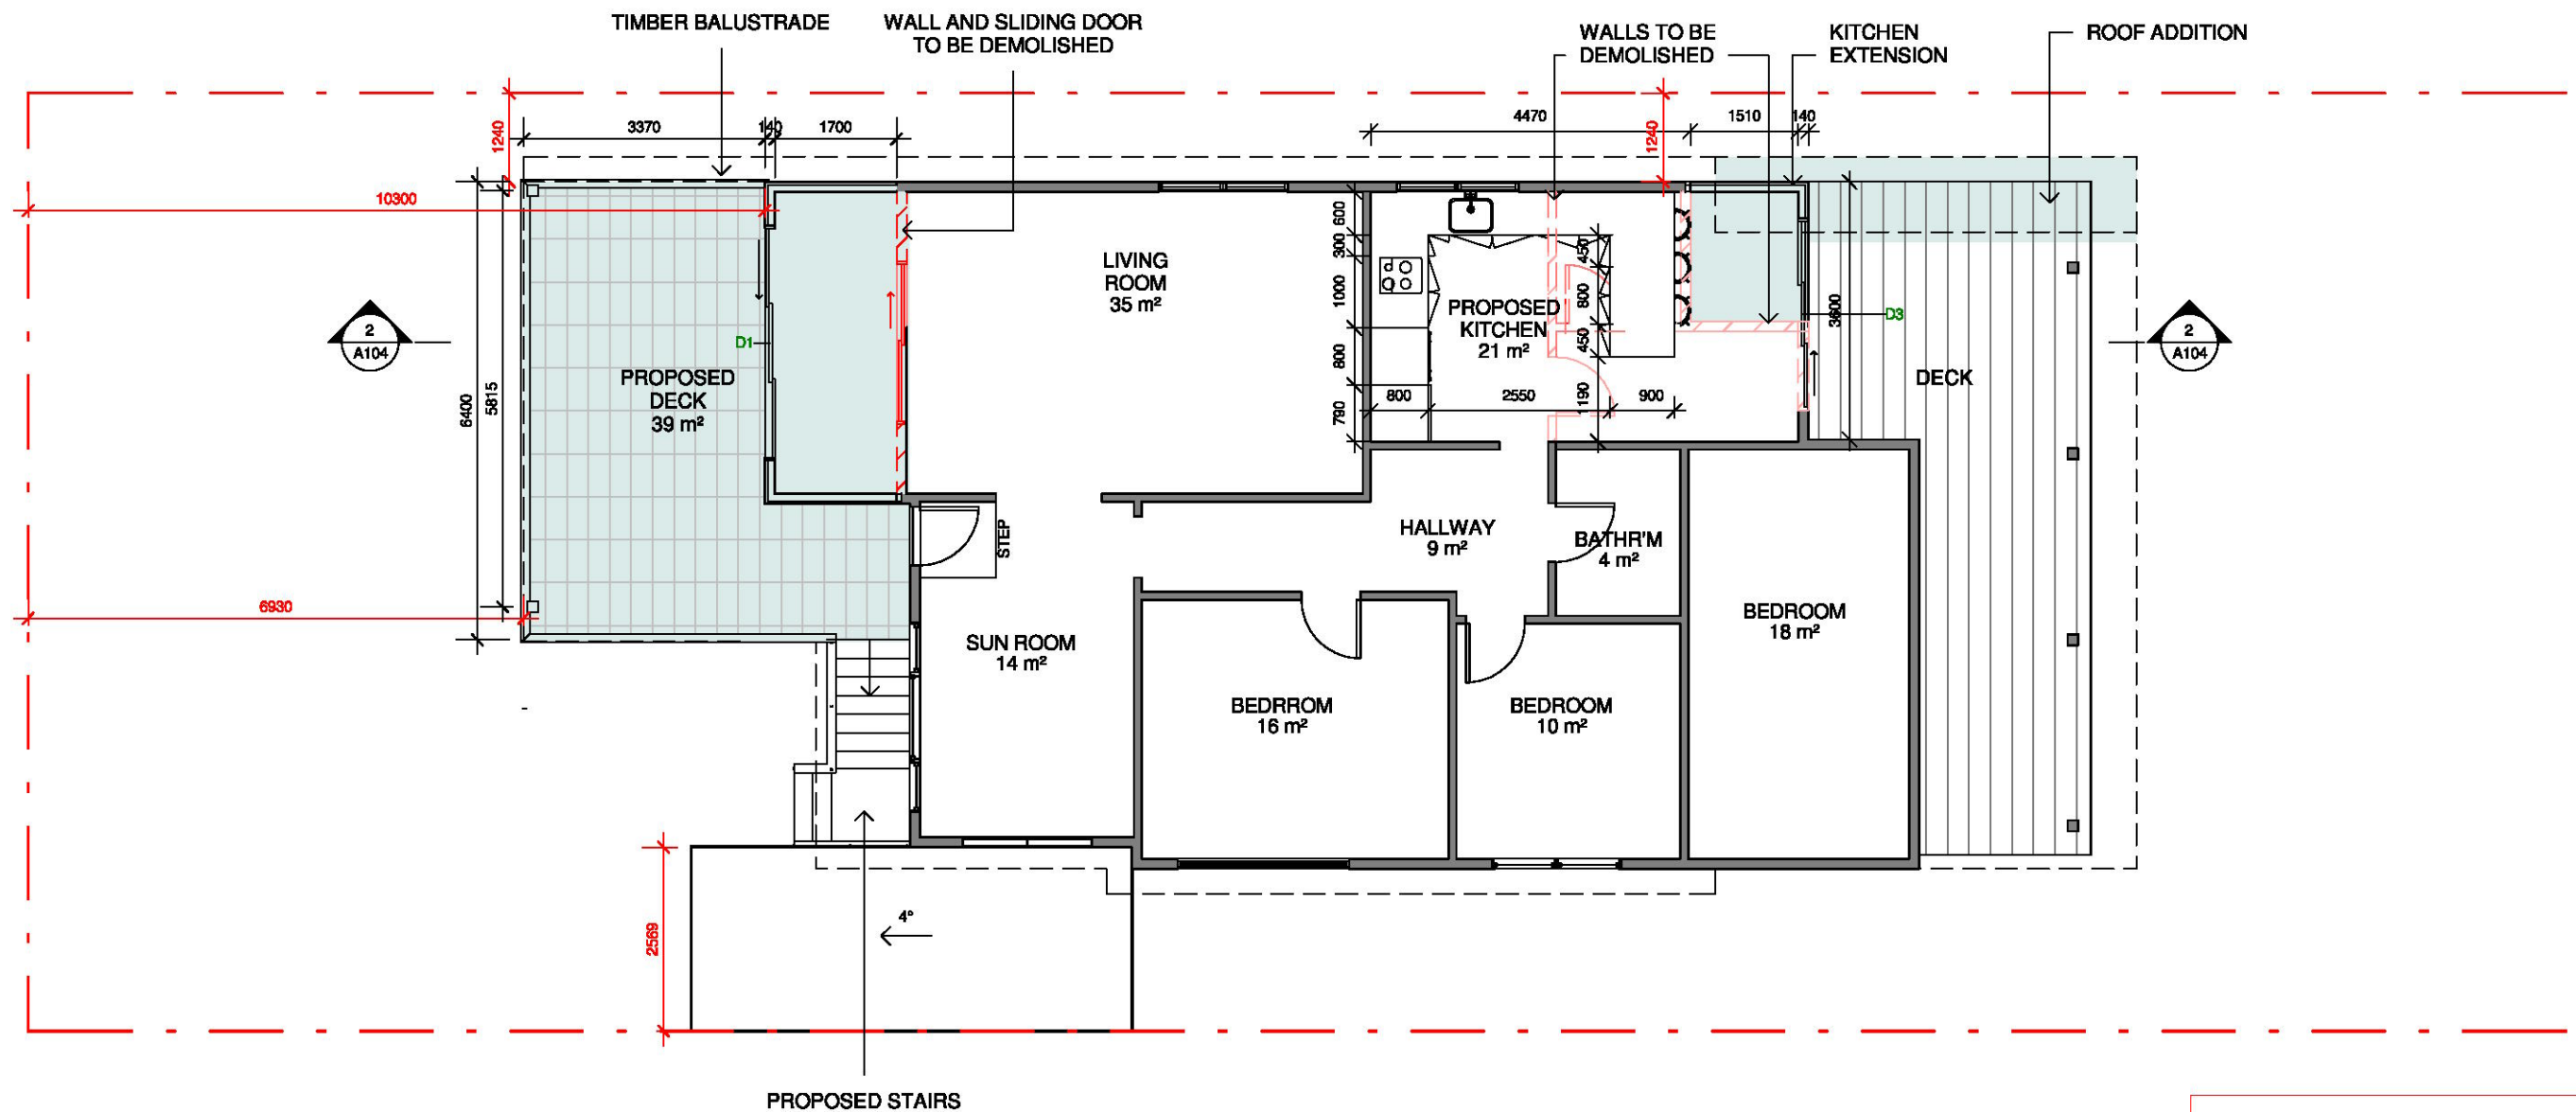 TIMBER BALUSTRADE
WALL AND SLIDING DOOR
TO BE DEMOLISHED
WALLS TO BE
DEMOLISHED
KITCHEN
EXTENSION
ROOF ADDITION
1240
3370
140
1700
4470
1240
1510
140
10300
6400
5815
6930
2569
2
A104
PROPOSED
DECK
39 m²
D1
LIVING
ROOM
35 m²
600
300
1000
800
790
PROPOSED
KITCHEN
21 m²
450
800
450
1190
800
2550
900
3600
D3
DECK
2
A104
STEP
HALLWAY
9 m²
BATHR'M
4 m²
SUN ROOM
14 m²
BEDRROM
16 m²
BEDROOM
10 m²
BEDROOM
18 m²
4°
PROPOSED STAIRS